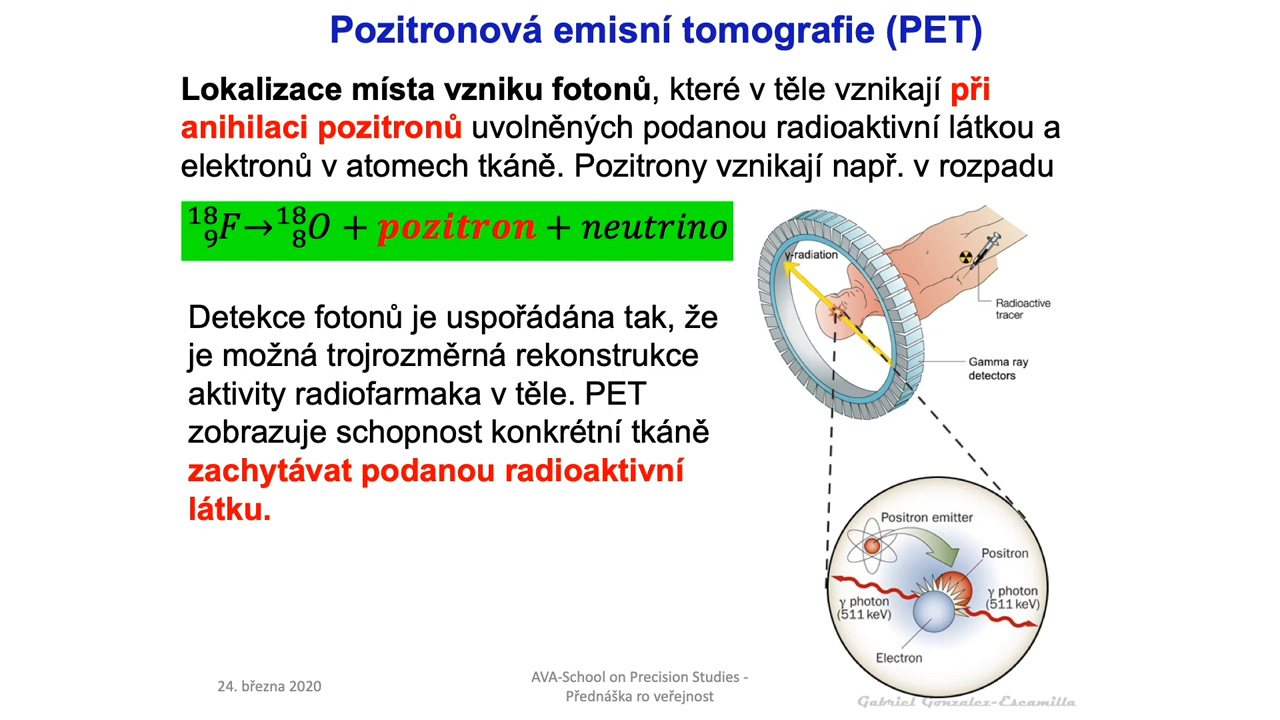 Pozitronová emisní tomografie (PET)
Lokalizace místa vzniku fotonů, které v těle vznikají při
anihilaci pozitronů uvolněných podanou radioaktivní látkou a
elektronů v atomech tkáně. Pozitrony vznikají např. v rozpadu
¹⁸₉F→¹⁸₈O + pozitron + neutrino
Detekce fotonů je uspořádána tak, že
je možná trojrozměrná rekonstrukce
aktivity radiofarmaka v těle. PET
zobrazuje schopnost konkrétní tkáně
zachytávat podanou radioaktivní
látku.
γ-radiation
Radioactive
tracer
Gamma ray
detectors
Positron emitter
Positron
γ photon
(511 keV)
γ photon
(511 keV)
Electron
24. března 2020
AVA-School on Precision Studies -
Přednáška ro veřejnost
Gabriel Gonzalez-Escamilla